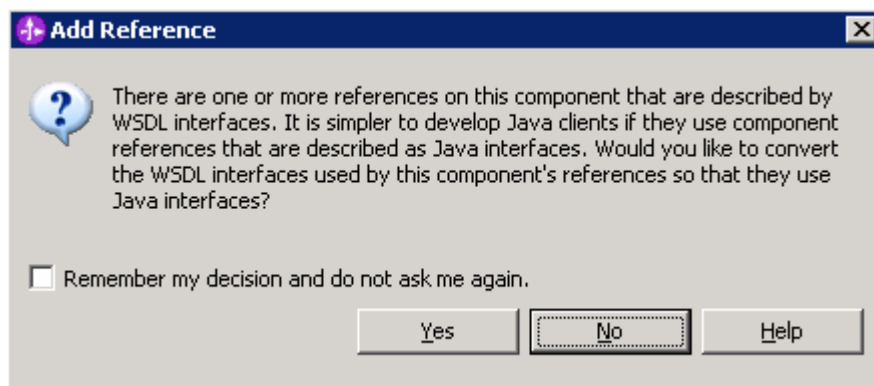 Add Reference
There are one or more references on this component that are described by
WSDL interfaces. It is simpler to develop Java clients if they use component
references that are described as Java interfaces. Would you like to convert
the WSDL interfaces used by this component's references so that they use
Java interfaces?
Remember my decision and do not ask me again.
Yes
No
Help